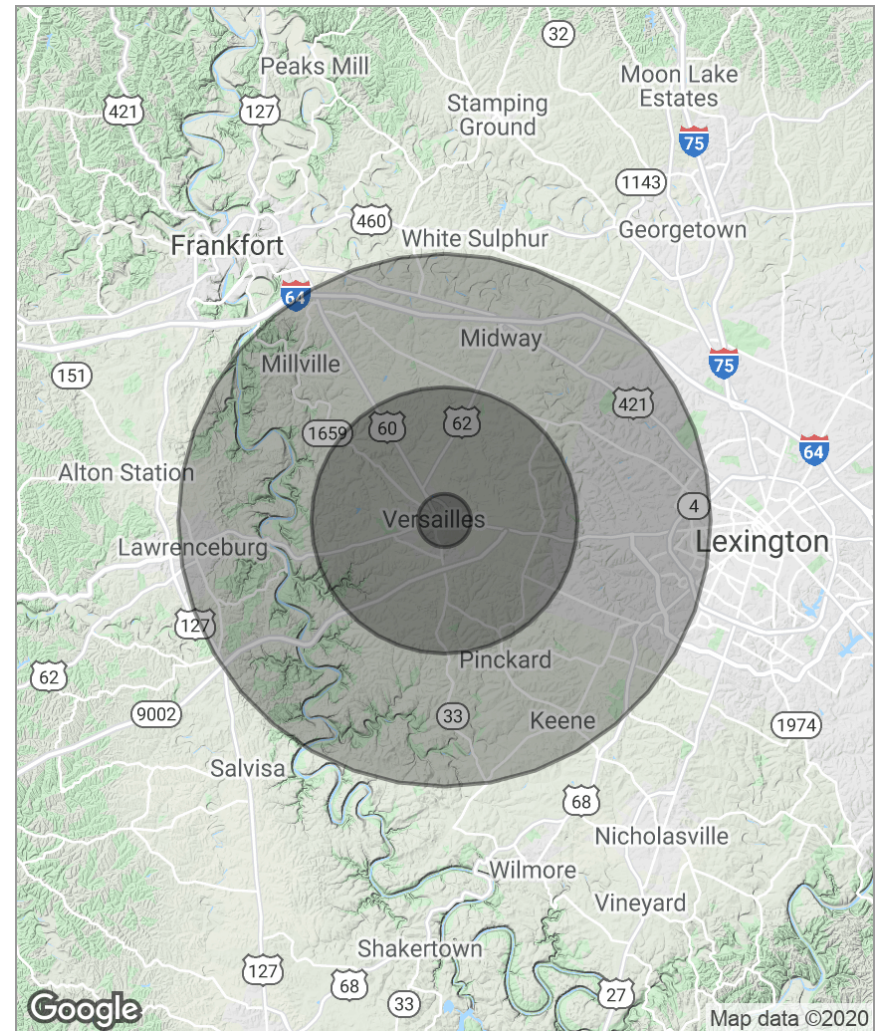 32
Peaks Mill
Moon Lake
Estates
421
127
Stamping
Ground
75
1143
460
Georgetown
Frankfort
White Sulphur
64
Midway
Millville
75
151
421
1659
60
62
64
Alton Station
4
Versailles
Lexington
Lawrenceburg
127
Pinckard
62
9002
33
Keene
1974
Salvisa
68
Nicholasville
Wilmore
Vineyard
Shakertown
127
68
27
33
Google
Map data ©2020